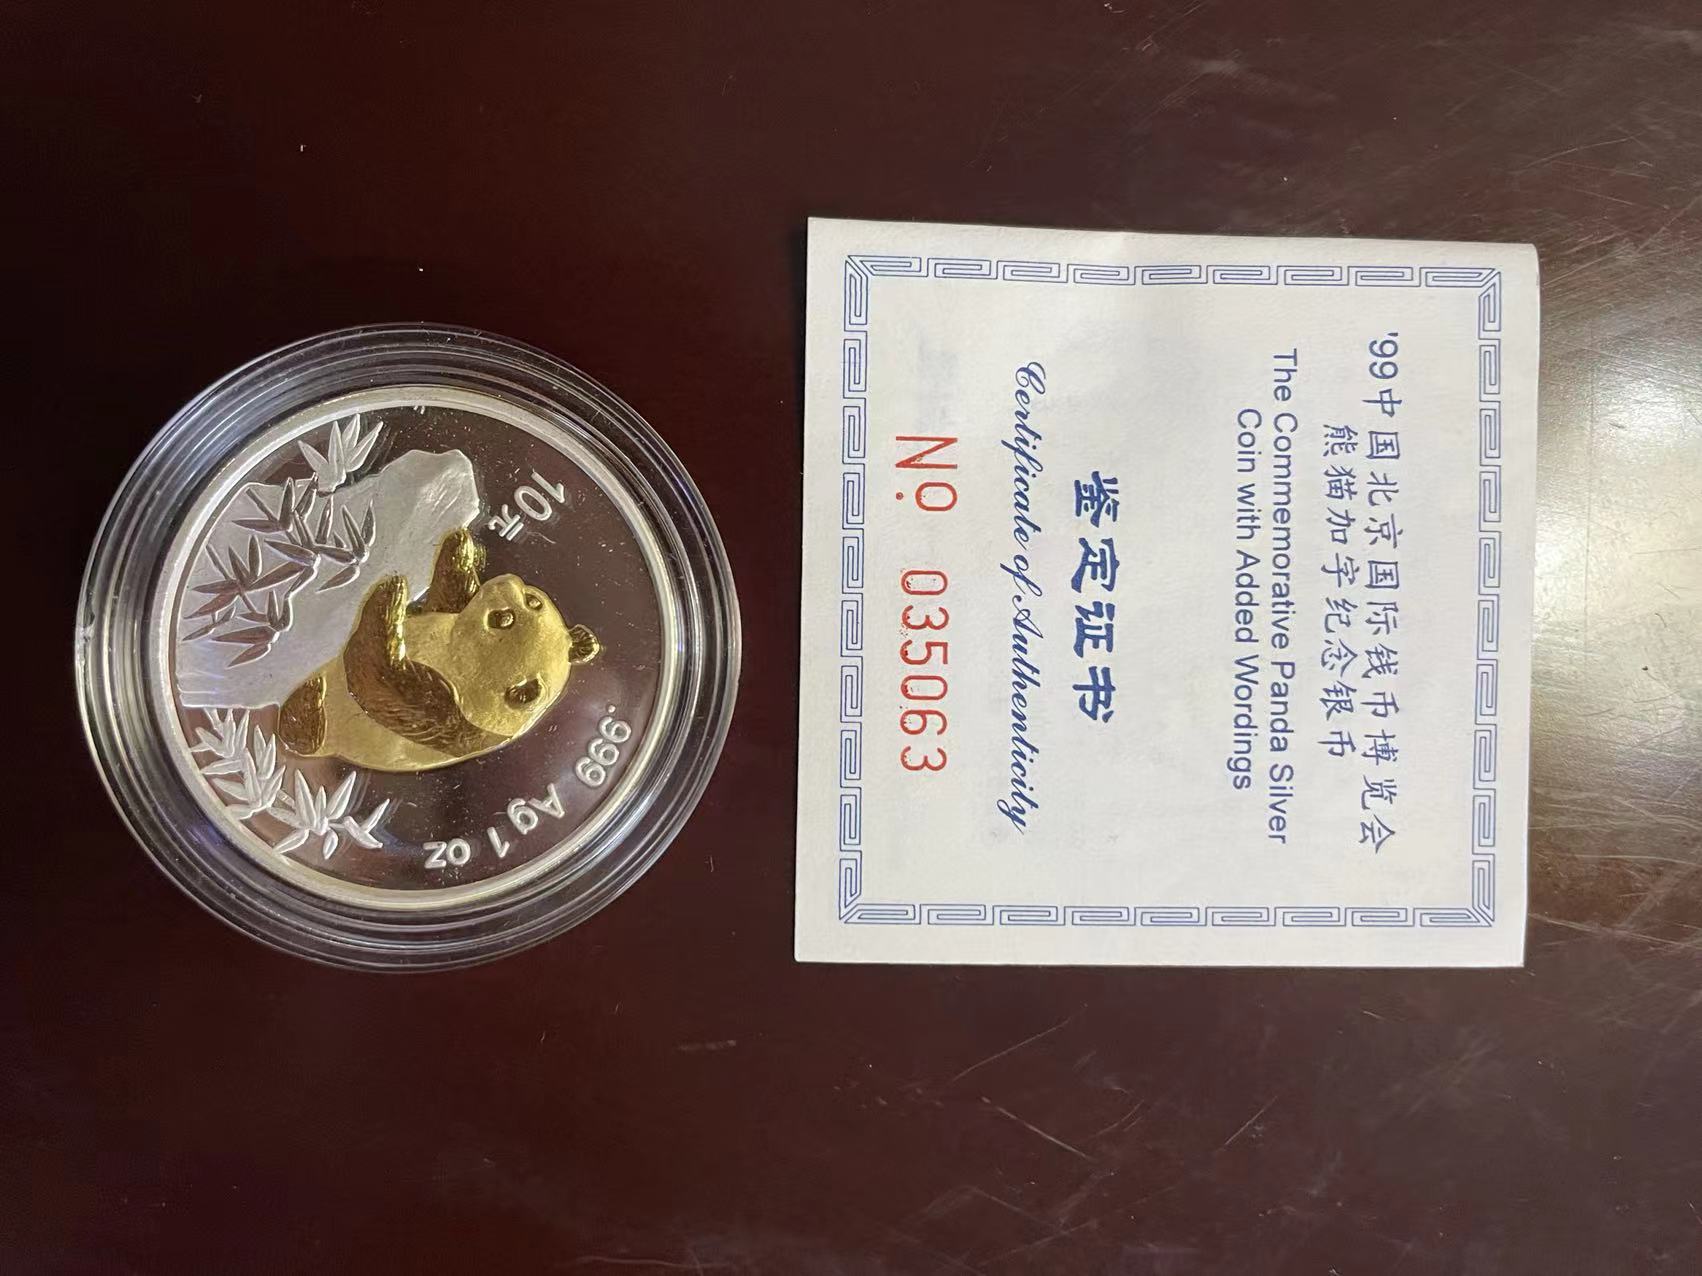 '99中国北京国际钱币博览会
熊猫加字纪念银币
The Commemorative Panda Silver
Coin with Added Wordings
鉴定证书
Certificate of Authenticity
No. 035063
10元
.999 Ag 1 oz